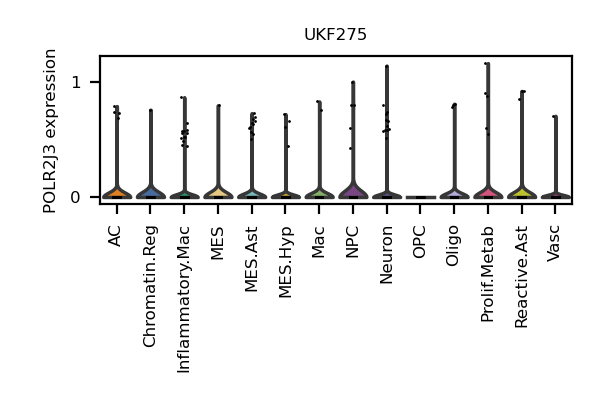 UKF275
POLR2J3 expression
1
0
AC
Chromatin.Reg
Inflammatory.Mac
MES
MES.Ast
MES.Hyp
Mac
NPC
Neuron
OPC
Oligo
Prolif.Metab
Reactive.Ast
Vasc